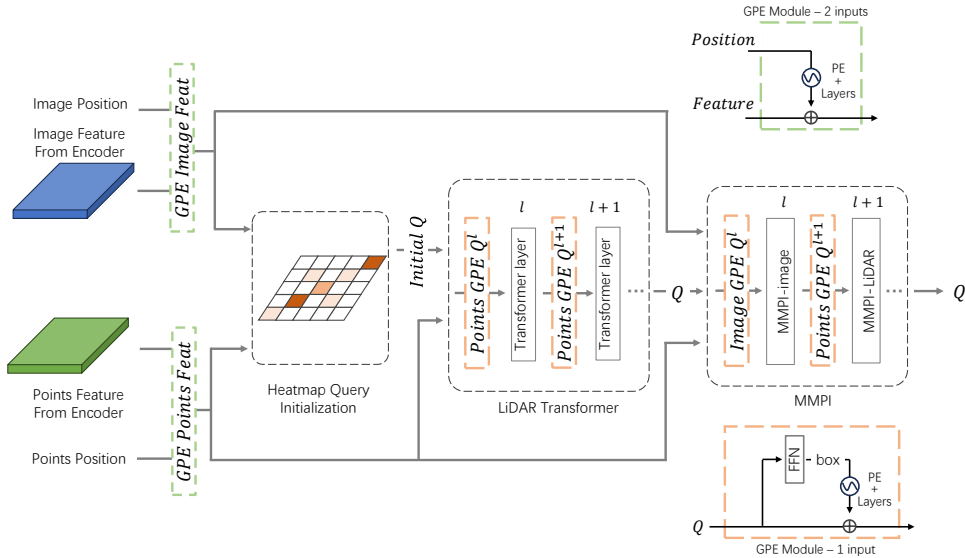 GPE Module – 2 inputs
Position
PE
+
Layers
Feature
Image Position
Image Feature
From Encoder
GPE Image Feat
Points Feature
From Encoder
Points Position
GPE Points Feat
Heatmap Query
Initialization
Initial Q
Points GPE Q^l
l
Transformer layer
Points GPE Q^{l+1}
l + 1
Transformer layer
...
LiDAR Transformer
Q
Image GPE Q^l
l
MMPI-image
Points GPE Q^{l+1}
l + 1
MMPI-LiDAR
...
MMPI
Q
FFN
box
PE
+
Layers
Q
GPE Module – 1 input